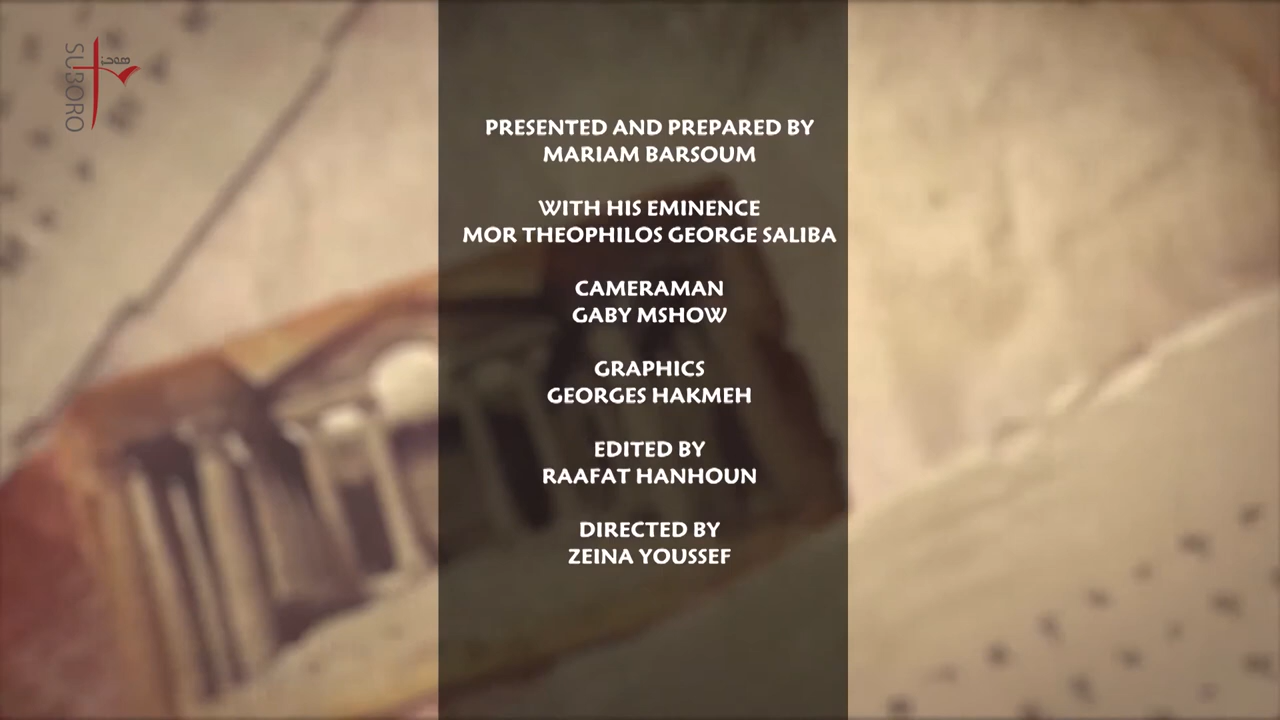 SUBORO
PRESENTED AND PREPARED BY
MARIAM BARSOUM
WITH HIS EMINENCE
MOR THEOPHILOS GEORGE SALIBA
CAMERAMAN
GABY MSHOW
GRAPHICS
GEORGES HAKMEH
EDITED BY
RAAFAT HANHOUN
DIRECTED BY
ZEINA YOUSSEF